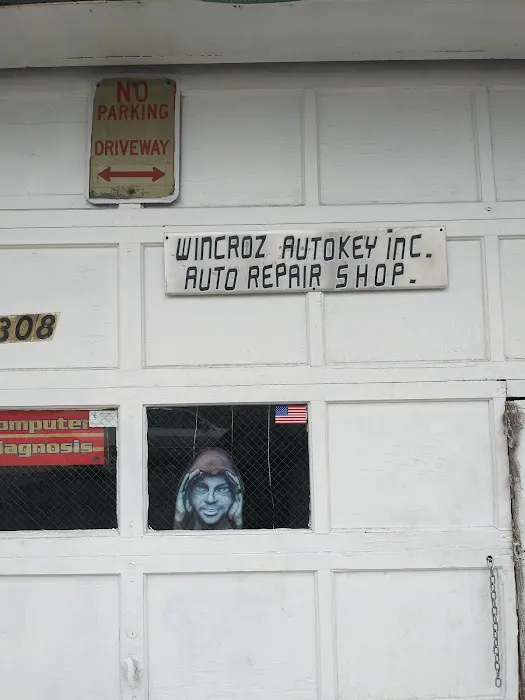 NO
PARKING
DRIVEWAY
WINCROZ AUTOKEY INC.
AUTO REPAIR SHOP.
308
omputer
iagnosis